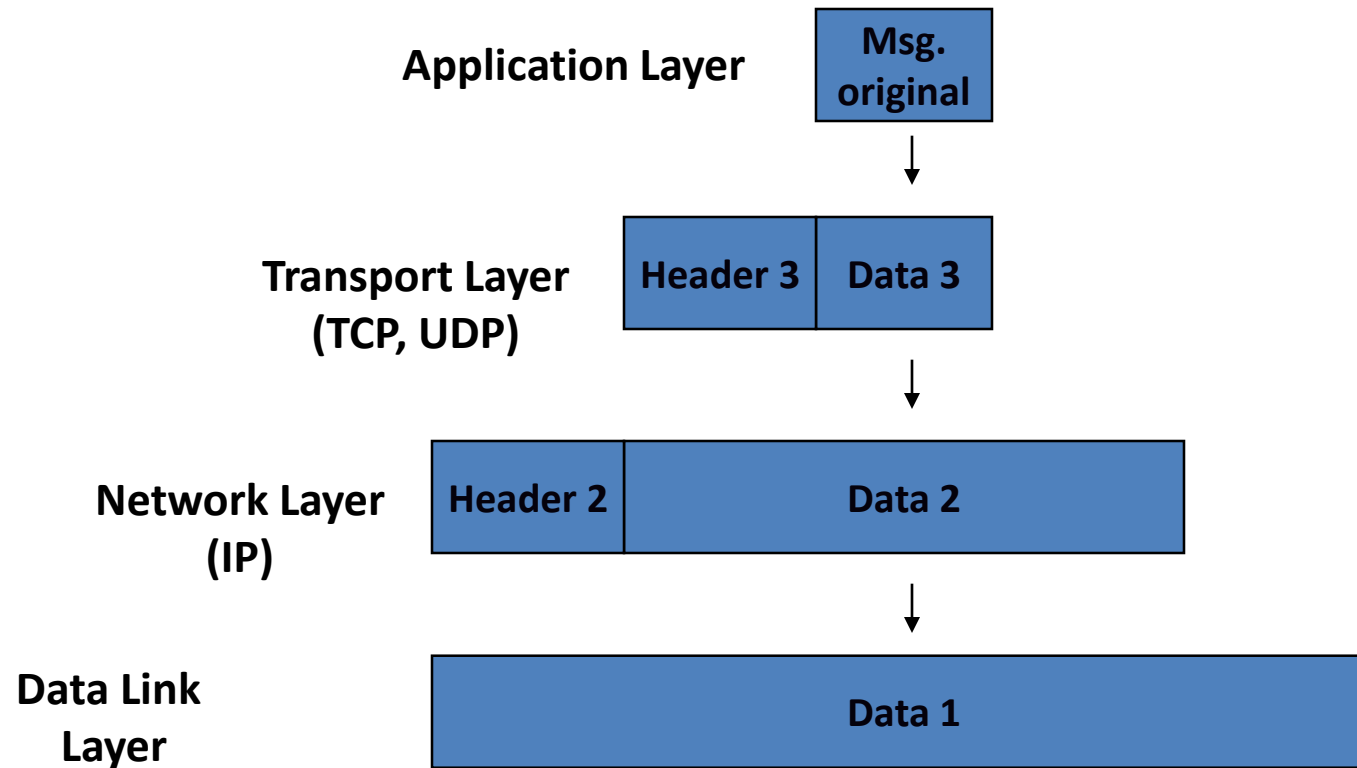 Application Layer
Msg.
original
Transport Layer
(TCP, UDP)
Header 3
Data 3
Network Layer
(IP)
Header 2
Data 2
Data Link
Layer
Data 1